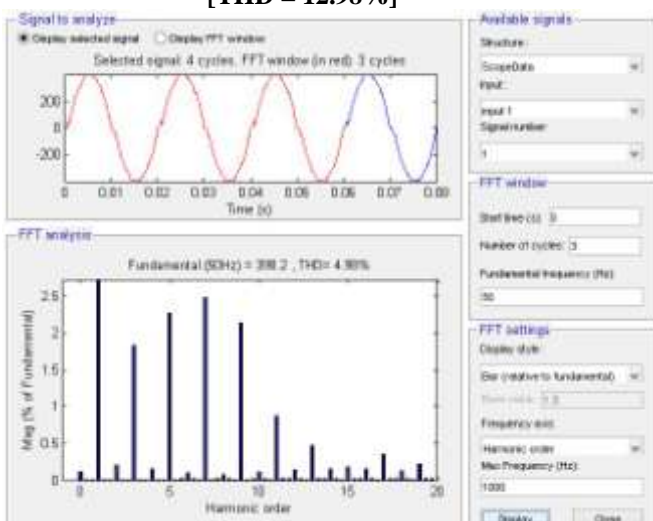 [THD = 12.98%]
Signal to analyze
Display selected signal Display FFT window
Selected signal: 4 cycles. FFT window (in red): 3 cycles
200
0
-200
0 0.01 0.02 0.03 0.04 0.05 0.06 0.07 0.08
Time (s)
FFT analysis
Fundamental (50Hz) = 398.2 , THD= 4.98%
2.5
2
1.5
1
0.5
0
Mag (% of Fundamental)
0 5 10 15 20
Harmonic order
Available signals
Structure:
ScopeData
Input:
input 1
Signal number:
1
FFT window
Start time (s):
Number of cycles: 3
Fundamental frequency (Hz):
50
FFT settings
Display style:
Bar (relative to fundamental)
Frequency axis:
Harmonic order
Max Frequency (Hz):
1000
Display Close